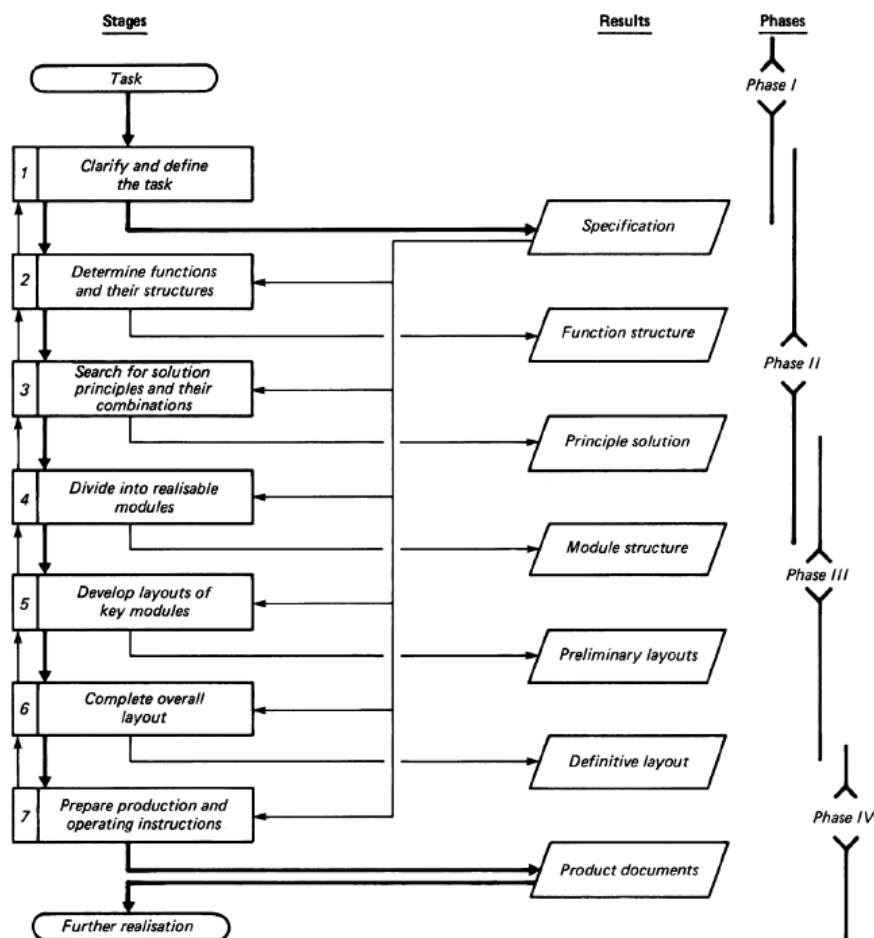 Stages
Results
Phases
Task
Phase I
1
Clarify and define
the task
Specification
2
Determine functions
and their structures
Function structure
Phase II
3
Search for solution
principles and their
combinations
Principle solution
4
Divide into realisable
modules
Module structure
Phase III
5
Develop layouts of
key modules
Preliminary layouts
6
Complete overall
layout
Definitive layout
7
Prepare production and
operating instructions
Phase IV
Product documents
Further realisation